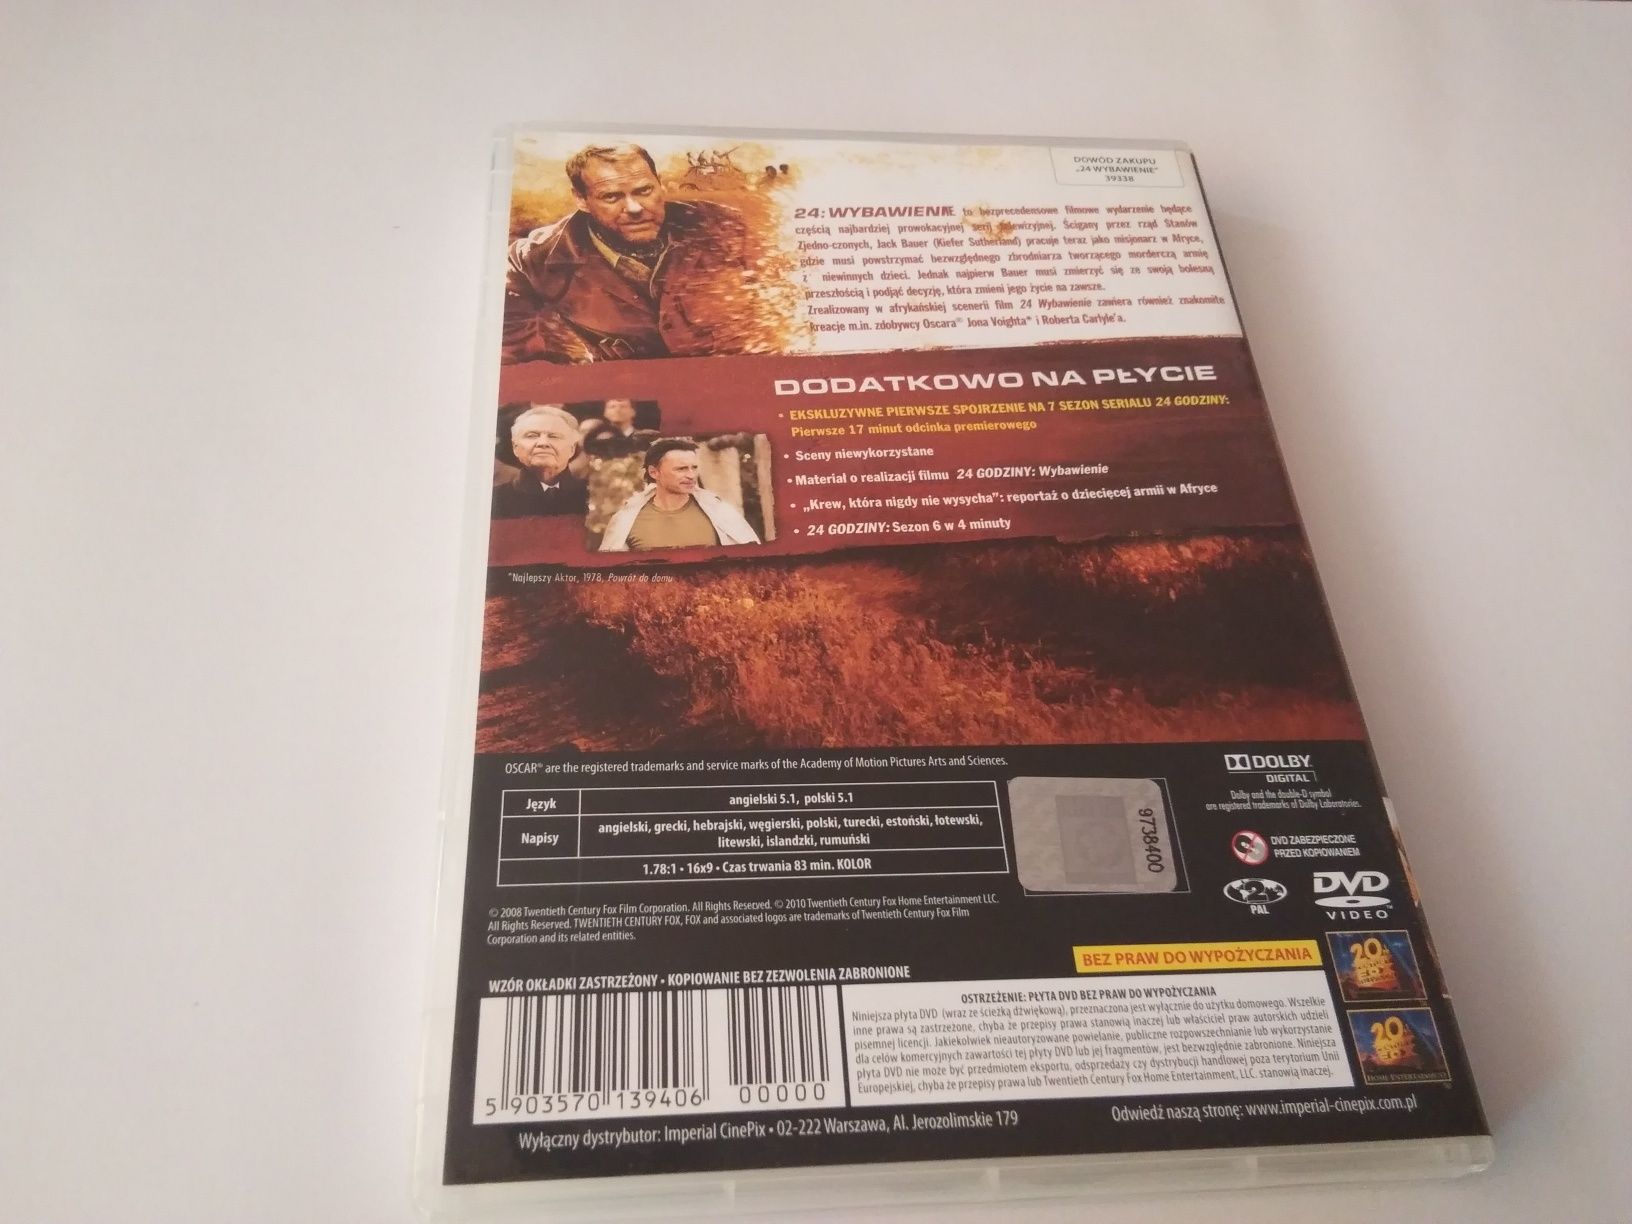 DOWÓD ZAKUPU
„24 WYBAWIENIE"
39338
24: WYBAWIENIE to bezprecedensowe filmowe wydarzenie będące
częścią najbardziej prowokacyjnej serii telewizyjnej. Ścigany przez rząd Stanów
Zjedno-czonych, Jack Bauer (Kiefer Sutherland) pracuje teraz jako misjonarz w Afryce,
gdzie musi powstrzymać bezwzględnego zbrodniarza tworzącego morderczą armię
z niewinnych dzieci. Jednak najpierw Bauer musi zmierzyć się ze swoją bolesną
przeszłością i podjąć decyzję, która zmieni jego życie na zawsze.
Zrealizowany w afrykańskiej scenerii film 24 Wybawienie zawiera również znakomite
kreacje m.in. zdobywcy Oscara® Jona Voighta* i Roberta Carlyle'a.
DODATKOWO NA PŁYCIE
• EKSKLUZYWNE PIERWSZE SPOJRZENIE NA 7 SEZON SERIALU 24 GODZINY:
Pierwsze 17 minut odcinka premierowego
• Sceny niewykorzystane
• Materiał o realizacji filmu 24 GODZINY: Wybawienie
• „Krew, która nigdy nie wysycha": reportaż o dziecięcej armii w Afryce
• 24 GODZINY: Sezon 6 w 4 minuty
*Najlepszy Aktor, 1978, Powrót do domu
OSCAR® are the registered trademarks and service marks of the Academy of Motion Pictures Arts and Sciences.
Język angielski 5.1, polski 5.1
Napisy angielski, grecki, hebrajski, węgierski, polski, turecki, estoński, łotewski,
litewski, islandzki, rumuński
1.78:1 • 16x9 • Czas trwania 83 min. KOLOR
9738400
DOLBY
DIGITAL
Dolby and the double-D symbol
are registered trademarks of Dolby Laboratories.
DVD ZABEZPIECZONE
PRZED KOPIOWANIEM
2
PAL
DVD
VIDEO™
© 2008 Twentieth Century Fox Film Corporation. All Rights Reserved. © 2010 Twentieth Century Fox Home Entertainment LLC.
All Rights Reserved. TWENTIETH CENTURY FOX, FOX and associated logos are trademarks of Twentieth Century Fox Film
Corporation and its related entities.
BEZ PRAW DO WYPOŻYCZANIA
WZÓR OKŁADKI ZASTRZEŻONY • KOPIOWANIE BEZ ZEZWOLENIA ZABRONIONE
OSTRZEŻENIE: PŁYTA DVD BEZ PRAW DO WYPOŻYCZANIA
Niniejsza płyta DVD (wraz ze ścieżką dźwiękową), przeznaczona jest wyłącznie do użytku domowego. Wszelkie
inne prawa są zastrzeżone, chyba że przepisy prawa stanowią inaczej lub właściciel praw autorskich udzieli
pisemnej licencji. Jakiekolwiek nieautoryzowane powielanie, publiczne rozpowszechnianie lub wykorzystanie
dla celów komercyjnych zawartości tej płyty DVD lub jej fragmentów, jest bezwzględnie zabronione. Niniejsza
płyta DVD nie może być przedmiotem eksportu, odsprzedaży czy dystrybucji handlowej poza terytorium Unii
Europejskiej, chyba że przepisy prawa lub Twentieth Century Fox Home Entertainment, LLC. stanowią inaczej.
20th
CENTURY
FOX
20th
CENTURY
FOX
HOME ENTERTAINMENT
5 903570 139406 00000
Wyłączny dystrybutor: Imperial CinePix • 02-222 Warszawa, Al. Jerozolimskie 179
Odwiedź naszą stronę: www.imperial-cinepix.com.pl